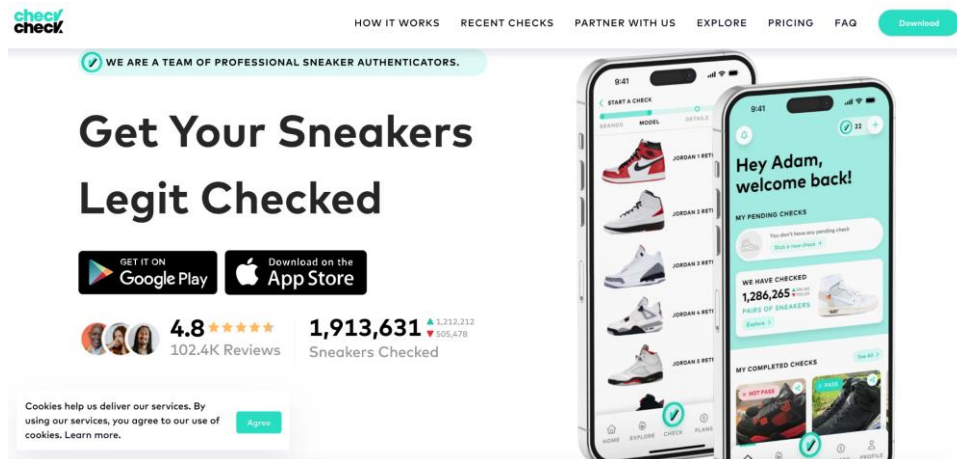 check
check
HOW IT WORKS
RECENT CHECKS
PARTNER WITH US
EXPLORE
PRICING
FAQ
Download
WE ARE A TEAM OF PROFESSIONAL SNEAKER AUTHENTICATORS.
Get Your Sneakers
Legit Checked
GET IT ON
Google Play
Download on the
App Store
4.8
102.4K Reviews
1,913,631
1,212,212
505,478
Sneakers Checked
Cookies help us deliver our services. By
using our services, you agree to our use of
cookies. Learn more.
Agree
9:41
START A CHECK
BRANDS
MODEL
DETAILS
JORDAN 1 RET
JORDAN 2 RET
JORDAN 3 RET
JORDAN 4 RET
JORDAN 5 RET
HOME
EXPLORE
CHECK
PLANS
9:41
22
Hey Adam,
welcome back!
MY PENDING CHECKS
You don't have any pending check
Start a new check
WE HAVE CHECKED
1,286,265
PAIRS OF SNEAKERS
Explore
MY COMPLETED CHECKS
See All
NOT PASS
PASS
PROFILE